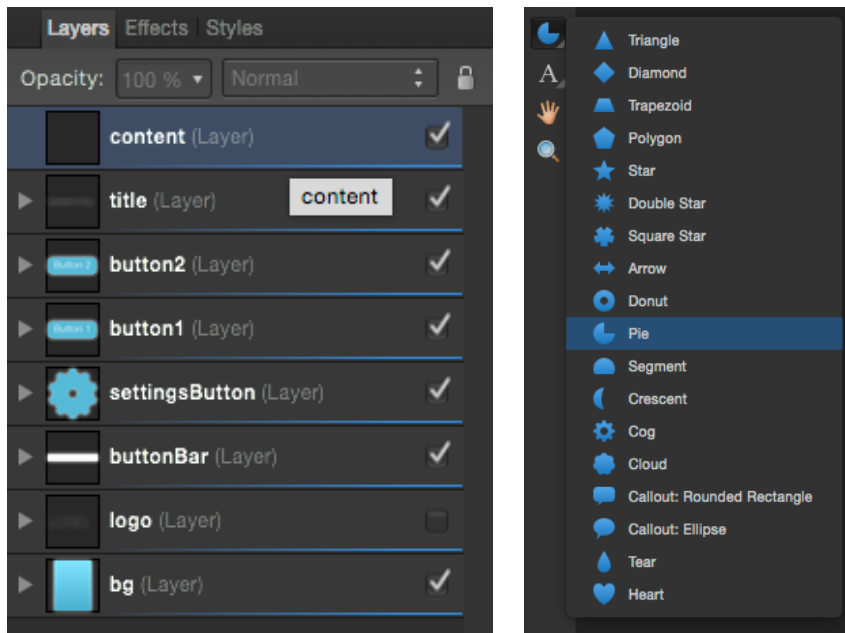 Layers Effects Styles
Opacity: 100 % Normal
content (Layer)
title (Layer)
content
button2 (Layer)
Button 2
button1 (Layer)
Button 1
settingsButton (Layer)
buttonBar (Layer)
logo (Layer)
bg (Layer)
A
Triangle
Diamond
Trapezoid
Polygon
Star
Double Star
Square Star
Arrow
Donut
Pie
Segment
Crescent
Cog
Cloud
Callout: Rounded Rectangle
Callout: Ellipse
Tear
Heart